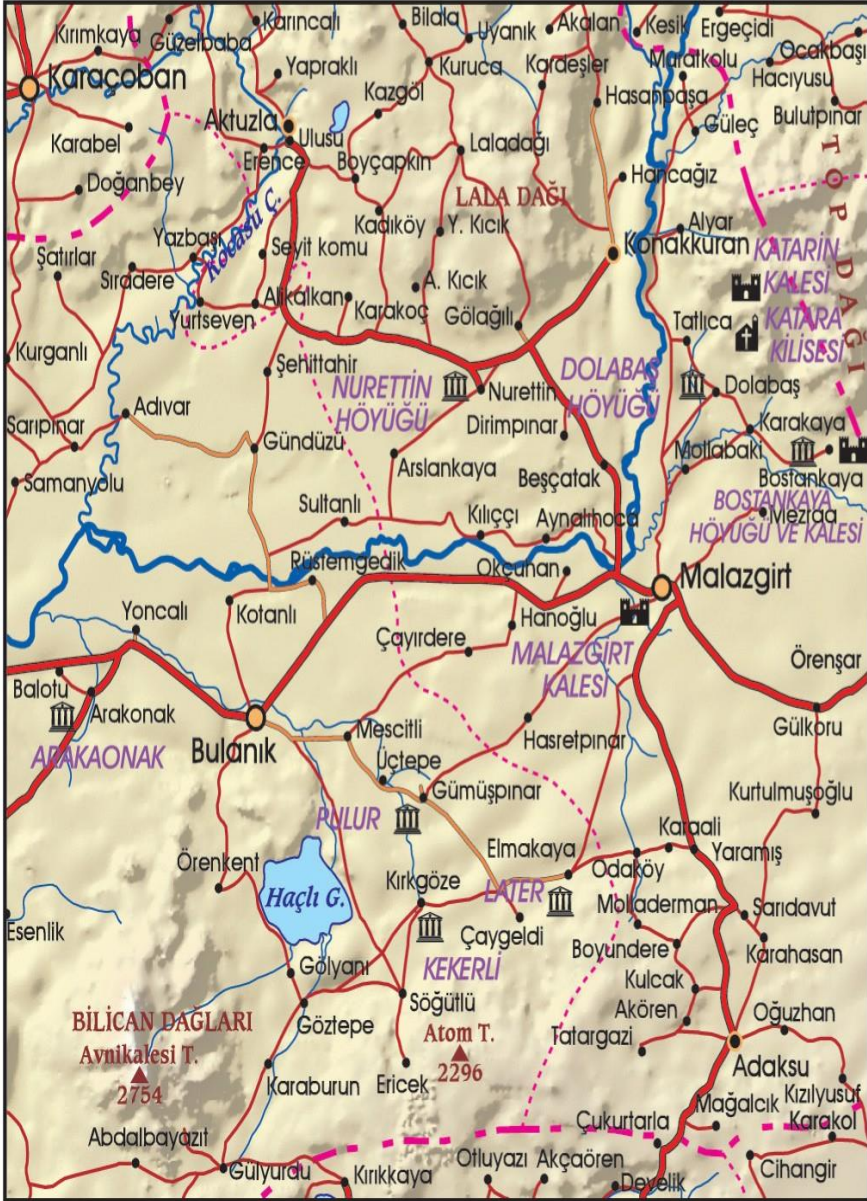 Güzelbaba
Karıncalı
Bilala
Uyanık
Akalan
Kesik
Ergeçidi
Kırımkaya
Muratkolu
Ocakbaşı
Karaçoban
Yapraklı
Kuruca
Kardeşler
Hacıyusu
Kazgöl
Hasanpaşa
Bulutpınar
Karabel
Aktuzla
Ulusu
Güleç
Erence
Boyçapkın
Laladağı
TOP DAĞI
Doğanbey
LALA DAĞI
Hancağız
Kadıköy
Y. Kıcık
Alyar
Yazbaşı
Kocasu Ç.
Seyit komu
Konakkuran
KATARİN
KALESİ
Şatırlar
Sıradere
A. Kıcık
Yurtseven
Alikalkan
Karakoç
Gölağılı
Tatlıca
KATARA
KİLİSESİ
Kurganlı
Şehittahir
NURETTİN
HÖYÜĞÜ
Nurettin
DOLABAŞ
HÖYÜĞÜ
Dolabaş
Adıvar
Dirimpınar
Karakaya
Sarıpınar
Gündüzü
Arslankaya
Mollabaki
Bostankaya
Samanyolu
Beşçatak
BOSTANKAYA
HÖYÜĞÜ VE KALESİ
Mezraa
Sultanlı
Kılıççı
Aynalıhoca
Rüstemgedik
Okçuhan
Malazgirt
Yoncalı
Kotanlı
Hanoğlu
Çayırdere
MALAZGİRT
KALESİ
Örenşar
Balotu
Arakonak
ARAKAONAK
Bulanık
Mescitli
Hasretpınar
Gülkoru
Üçtepe
Gümüşpınar
Kurtulmuşoğlu
PULUR
Örenkent
Elmakaya
Karaali
Yaramış
Odaköy
Haçlı G.
Kırkgöze
LATER
Molladerman
Sarıdavut
Esenlik
Çaygeldi
Boyundere
Karahasan
KEKERLİ
Gölyanı
Kulcak
Söğütlü
Akören
Oğuzhan
BİLİCAN DAĞLARI
Göztepe
Atom T.
2296
Tatargazi
Avnikalesi T.
2754
Adaksu
Karaburun
Ericek
Kızılyusuf
Mağalcık
Karakol
Çukurtarla
Abdalbayazıt
Gülyurdu
Kırıkkaya
Otluyazı
Akçaören
Develik
Cihangir